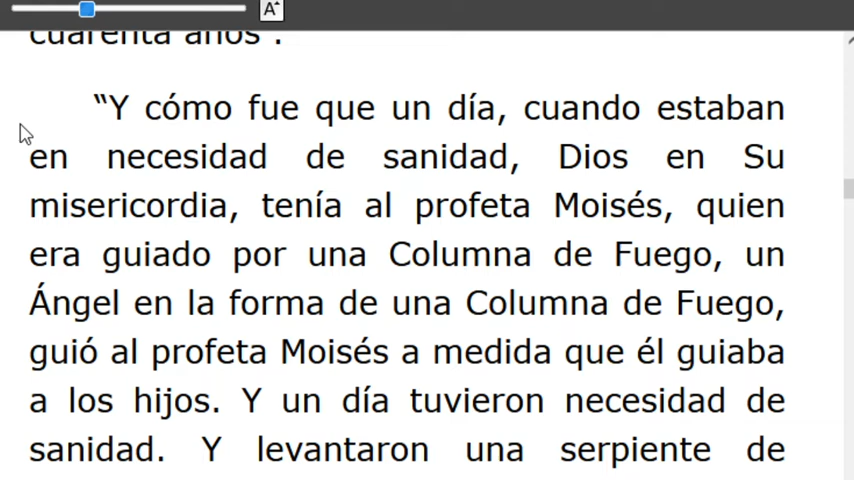 A
cuarenta años”.
“Y cómo fue que un día, cuando estaban
en necesidad de sanidad, Dios en Su
misericordia, tenía al profeta Moisés, quien
era guiado por una Columna de Fuego, un
Ángel en la forma de una Columna de Fuego,
guió al profeta Moisés a medida que él guiaba
a los hijos. Y un día tuvieron necesidad de
sanidad. Y levantaron una serpiente de